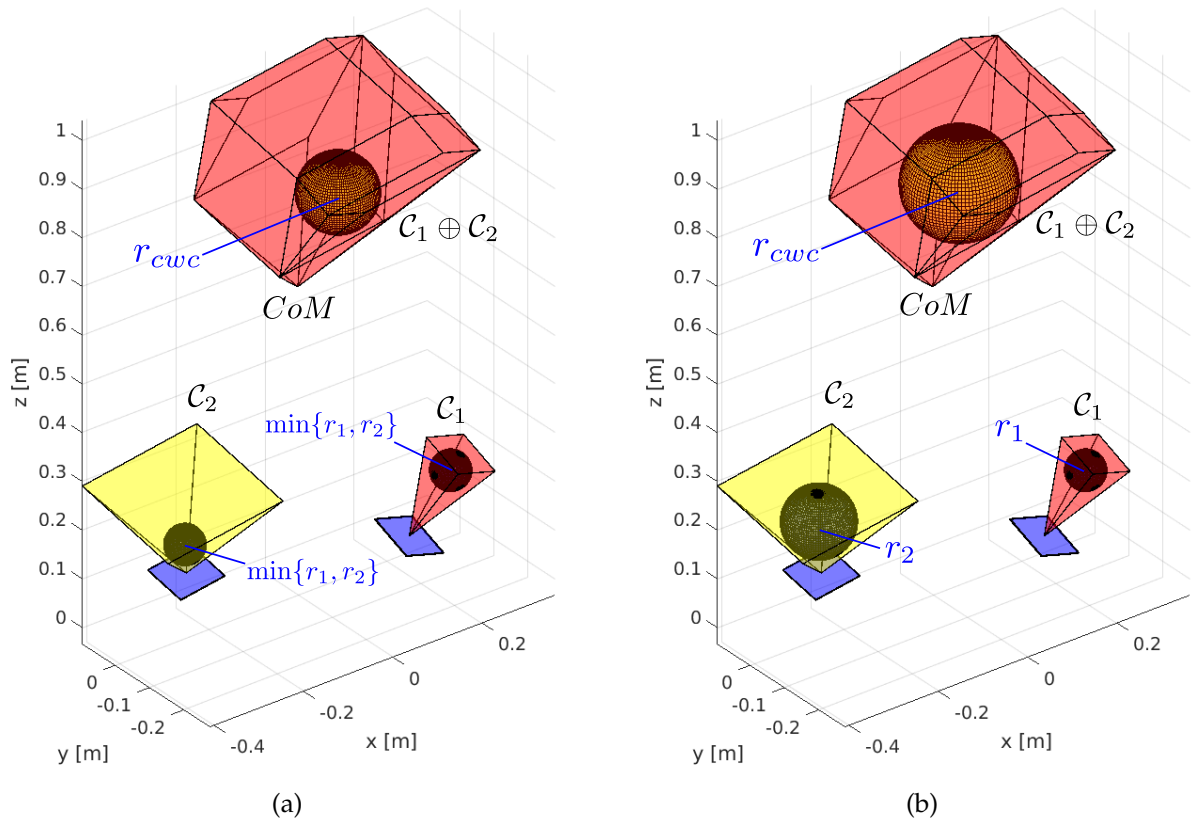 1
0.9
0.8
0.7
0.6
0.5
0.4
0.3
0.2
0.1
0
z [m]
r_{cwc}
C_1 ⊕ C_2
CoM
C_2
C_1
min{r_1, r_2}
min{r_1, r_2}
0
-0.1
-0.2
y [m]
-0.4
-0.2
0
0.2
x [m]
(a)
1
0.9
0.8
0.7
0.6
0.5
0.4
0.3
0.2
0.1
0
z [m]
r_{cwc}
C_1 ⊕ C_2
CoM
C_2
C_1
r_1
r_2
0
-0.1
-0.2
y [m]
-0.4
-0.2
0
0.2
x [m]
(b)